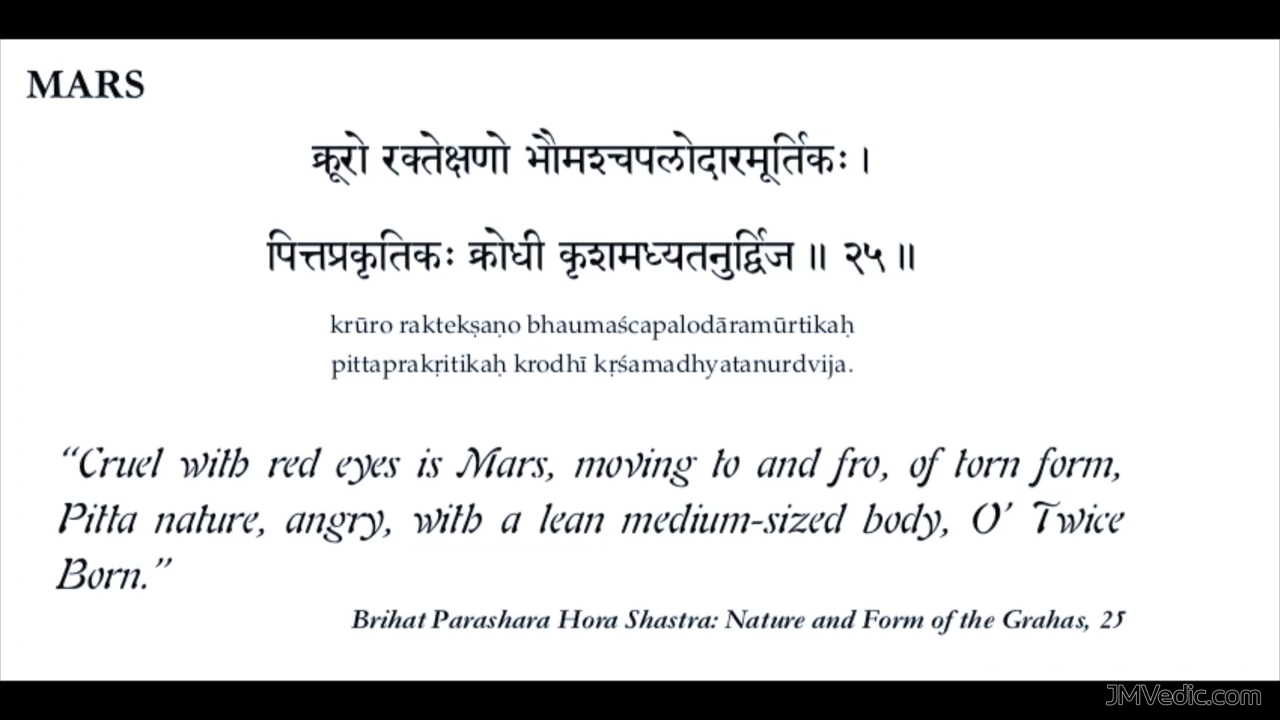 MARS
क्रूरो रक्तेक्षणो भौमश्चपलोदारमूर्तिकः ।
पित्तप्रकृतिकः क्रोधी कृशमध्यतनुर्द्विज ॥ २५ ॥
krūro raktekṣaṇo bhaumaścapalodāramūrtikaḥ
pittaprakṛitikaḥ krodhī kṛśamadhyatanurdvija.
“Cruel with red eyes is Mars, moving to and fro, of torn form,
Pitta nature, angry, with a lean medium-sized body, O’ Twice
Born.”
Brihat Parashara Hora Shastra: Nature and Form of the Grahas, 25
JMVedic.com